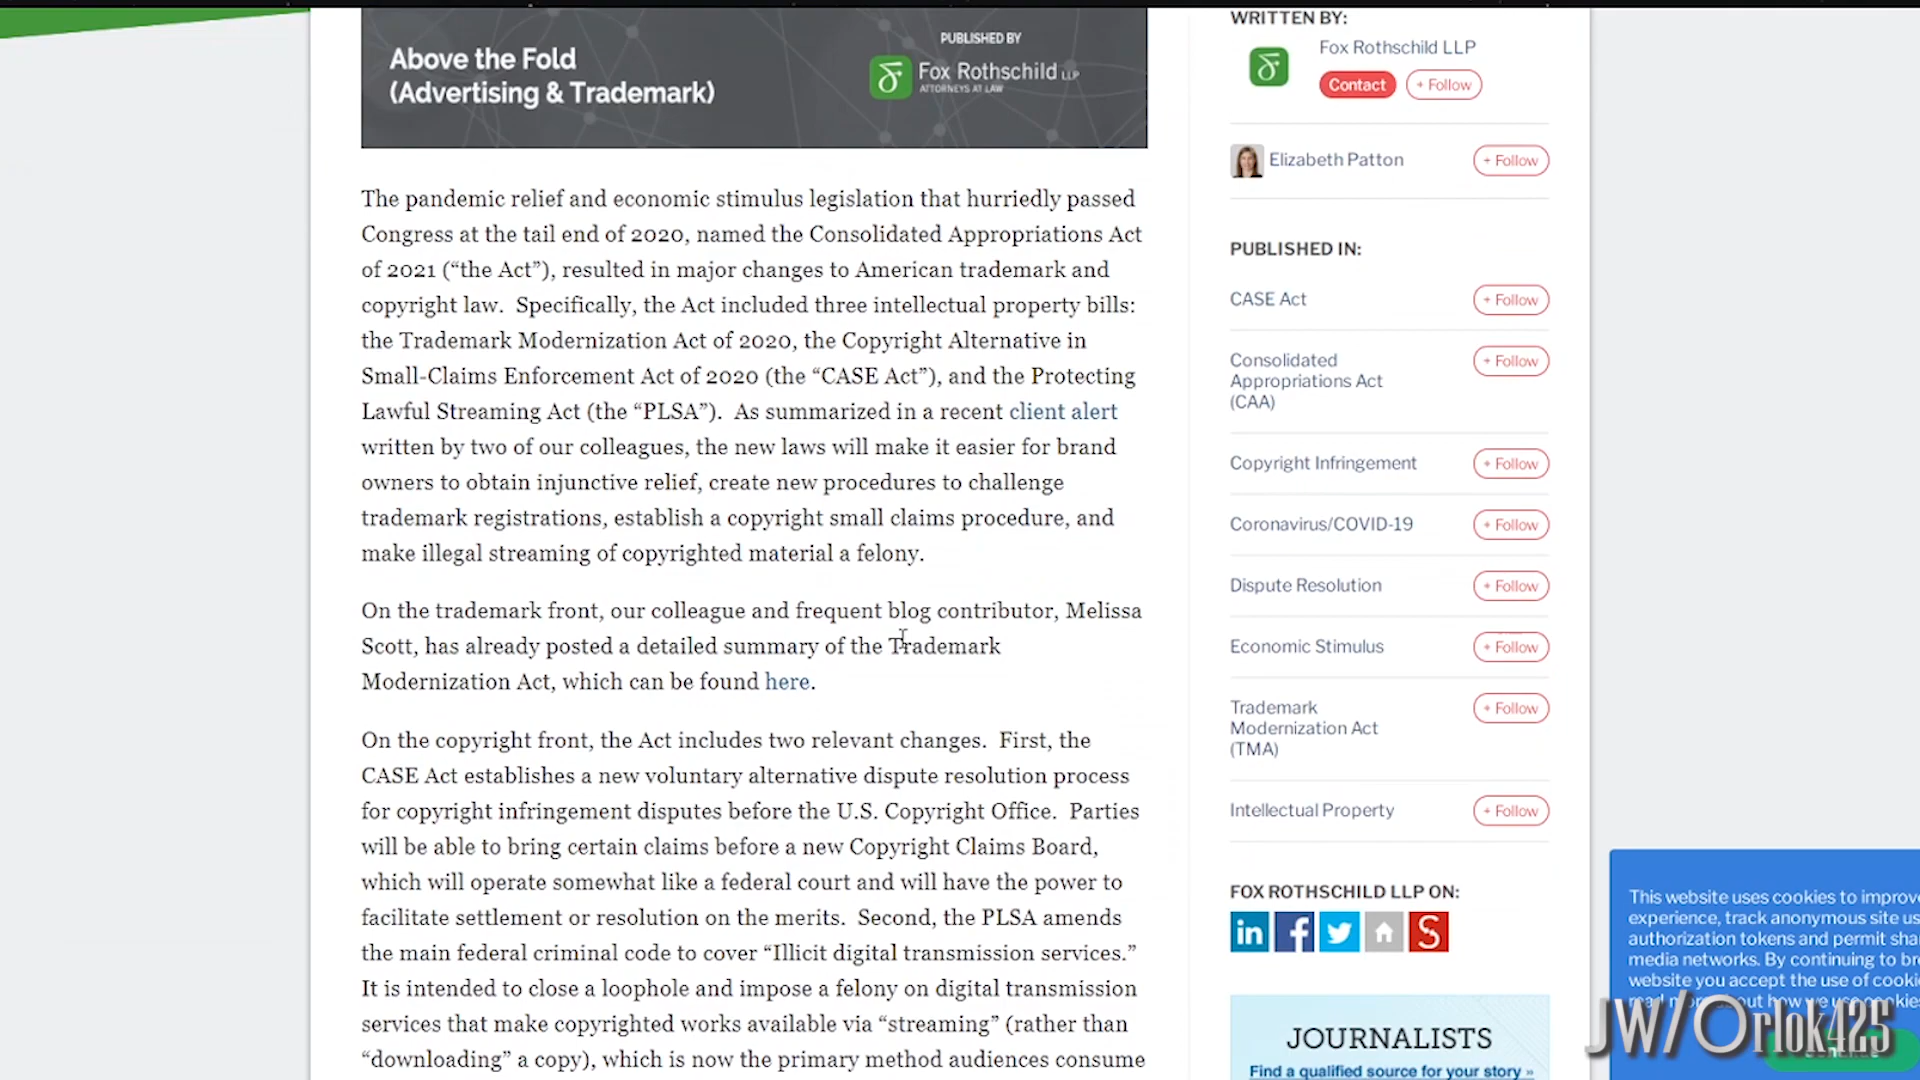 Above the Fold
(Advertising & Trademark)
PUBLISHED BY
Fox Rothschild LLP
ATTORNEYS AT LAW
The pandemic relief and economic stimulus legislation that hurriedly passed
Congress at the tail end of 2020, named the Consolidated Appropriations Act
of 2021 (“the Act”), resulted in major changes to American trademark and
copyright law. Specifically, the Act included three intellectual property bills:
the Trademark Modernization Act of 2020, the Copyright Alternative in
Small-Claims Enforcement Act of 2020 (the “CASE Act”), and the Protecting
Lawful Streaming Act (the “PLSA”). As summarized in a recent client alert
written by two of our colleagues, the new laws will make it easier for brand
owners to obtain injunctive relief, create new procedures to challenge
trademark registrations, establish a copyright small claims procedure, and
make illegal streaming of copyrighted material a felony.
On the trademark front, our colleague and frequent blog contributor, Melissa
Scott, has already posted a detailed summary of the Trademark
Modernization Act, which can be found here.
On the copyright front, the Act includes two relevant changes. First, the
CASE Act establishes a new voluntary alternative dispute resolution process
for copyright infringement disputes before the U.S. Copyright Office. Parties
will be able to bring certain claims before a new Copyright Claims Board,
which will operate somewhat like a federal court and will have the power to
facilitate settlement or resolution on the merits. Second, the PLSA amends
the main federal criminal code to cover “Illicit digital transmission services.”
It is intended to close a loophole and impose a felony on digital transmission
services that make copyrighted works available via “streaming” (rather than
“downloading” a copy), which is now the primary method audiences consume
WRITTEN BY:
Fox Rothschild LLP
Contact
+ Follow
Elizabeth Patton
+ Follow
PUBLISHED IN:
CASE Act
+ Follow
Consolidated
Appropriations Act
(CAA)
+ Follow
Copyright Infringement
+ Follow
Coronavirus/COVID-19
+ Follow
Dispute Resolution
+ Follow
Economic Stimulus
+ Follow
Trademark
Modernization Act
(TMA)
+ Follow
Intellectual Property
+ Follow
FOX ROTHSCHILD LLP ON:
JOURNALISTS
Find a qualified source for your story »
This website uses cookies to improve
experience, track anonymous site
authorization tokens and permit
media networks. By continuing to
website you accept the use of
JW/Orlok425